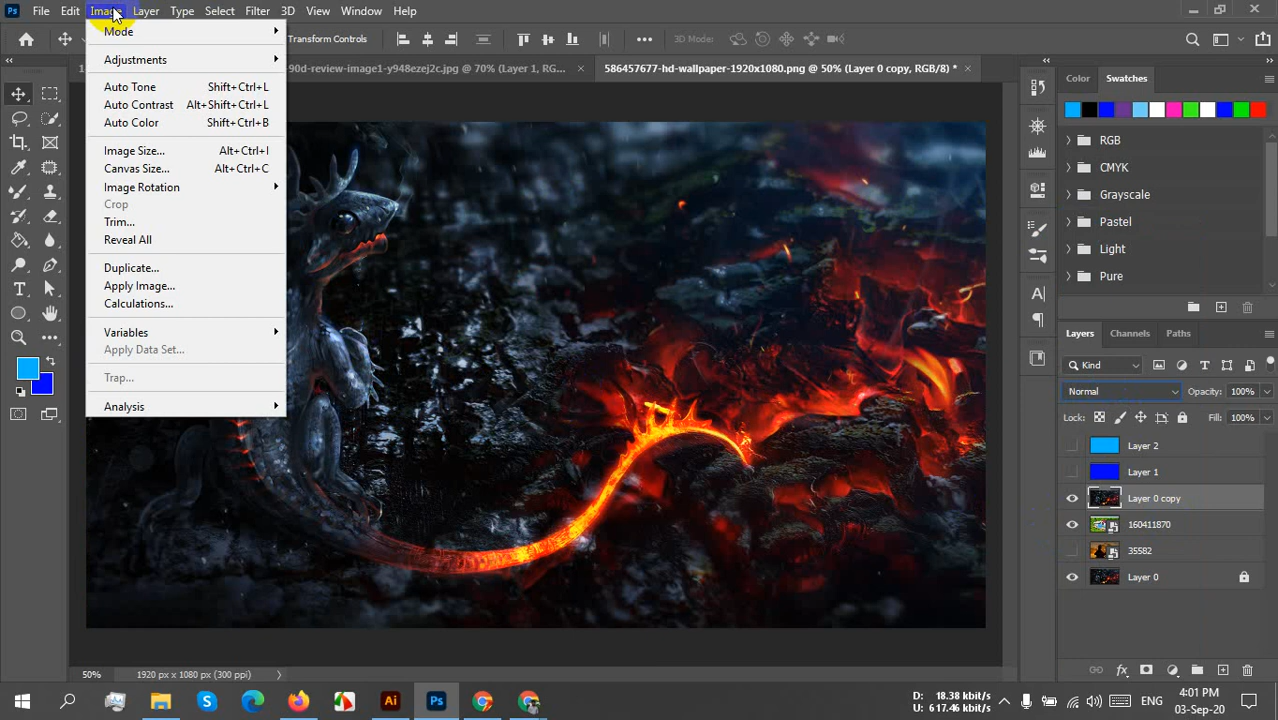 Ps File Edit Image Layer Type Select Filter 3D View Window Help
Transform Controls 3D Mode:
90d-review-image1-y948ezej2c.jpg @ 70% (Layer 1, RG... × 586457677-hd-wallpaper-1920x1080.png @ 50% (Layer 0 copy, RGB/8) * ×
Mode
Adjustments
Auto Tone Shift+Ctrl+L
Auto Contrast Alt+Shift+Ctrl+L
Auto Color Shift+Ctrl+B
Image Size... Alt+Ctrl+I
Canvas Size... Alt+Ctrl+C
Image Rotation
Crop
Trim...
Reveal All
Duplicate...
Apply Image...
Calculations...
Variables
Apply Data Set...
Trap...
Analysis
Color Swatches
RGB
CMYK
Grayscale
Pastel
Light
Pure
Layers Channels Paths
Kind
Normal Opacity: 100%
Lock: Fill: 100%
Layer 2
Layer 1
Layer 0 copy
160411870
35582
Layer 0
50% 1920 px x 1080 px (300 ppi)
Ai Ps
D: 18.38 kbit/s
U: 617.46 kbit/s
ENG
4:01 PM
03-Sep-20